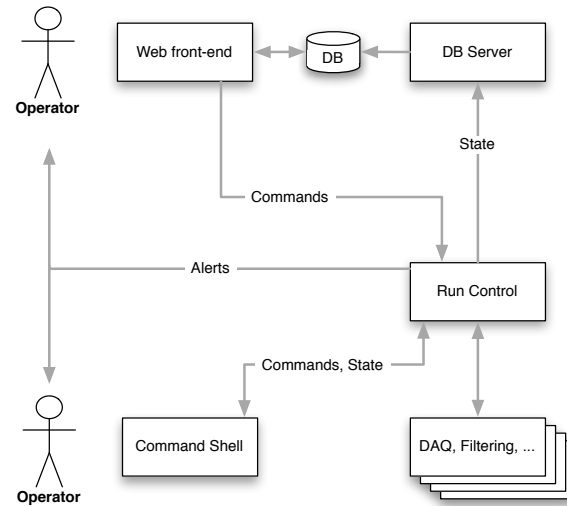 Web front-end
DB
DB Server
Operator
State
Commands
Alerts
Run Control
Commands, State
Command Shell
DAQ, Filtering, ...
Operator